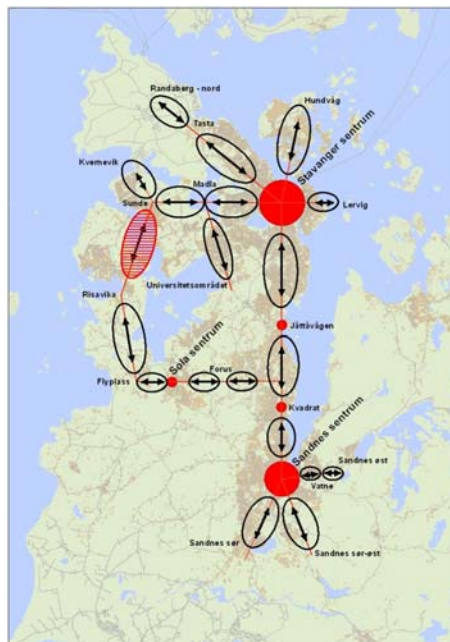 Randaberg - nord
Hundvåg
Tasta
Stavanger sentrum
Kvernevik
Madla
Sunde
Lervig
Universitetsområdet
Risavika
Jåttåvågen
Sola sentrum
Forus
Flyplass
Kvadrat
Sandnes sentrum
Sandnes øst
Vatne
Sandnes sør
Sandnes sør-øst